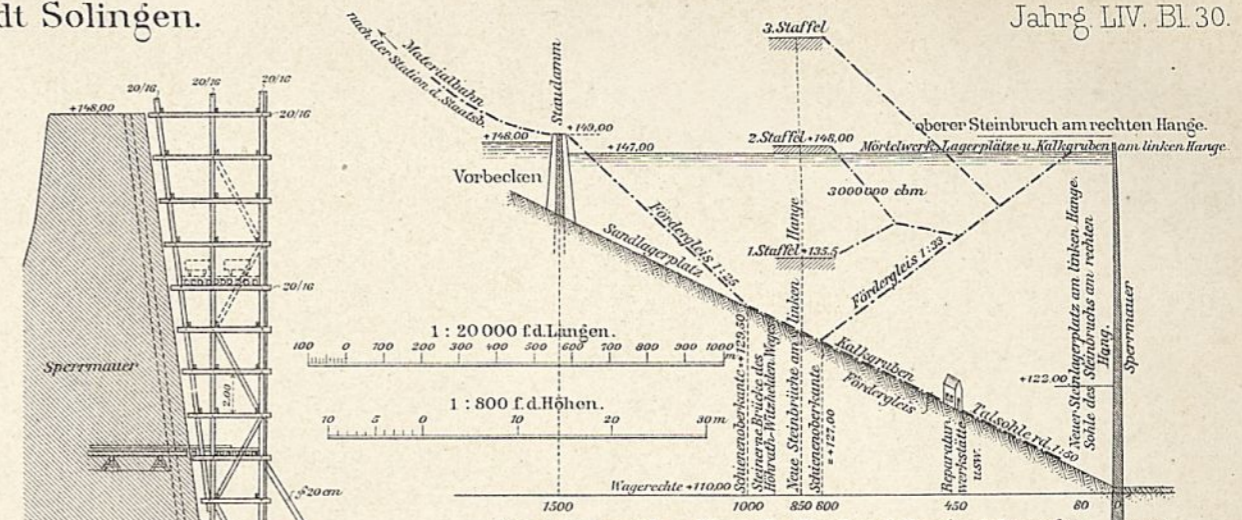 dt Solingen.
Jahrg. LIV. Bl. 30.
20/16
20/16
20/16
+148,00
20/16
20/16
Sperrmauer
2,00
20 cm
nach der Station d. Staatsb.
Materialbahn
Staudamm
3. Staffel
+148,00
+149,00
+147,00
2. Staffel +148,00
oberer Steinbruch am rechten Hange.
Mörtelwerk, Lagerplätze u. Kalkgruben am linken Hange
Vorbecken
3000000 cbm
Fördergleis 1:25
Sandlagerplatz
1. Staffel +135.5
Fördergleis 1:33
1 : 20 000 f. d. Längen.
100 0 100 200 300 400 500 600 700 800 900 1000 m
1 : 800 f. d. Höhen.
10 5 0 10 20 30 m
Schienenoberkante +129.50
Steinerne Brücke des
Höhrath-Witzhelden Weges
Neue Steinbrüche am linken Hange
Schienenoberkante
= +127,00
Kalkgruben
Fördergleis
+122.00
Talsohle rd. 1:50
Reparatur
Werkstätte
usw.
Neuer Steinlagerplatz am linken Hange.
Sohle des Steinbruchs am rechten
Hang.
Sperrmauer
Wagerechte +110,00
1500 1000 850 800 450 80 0